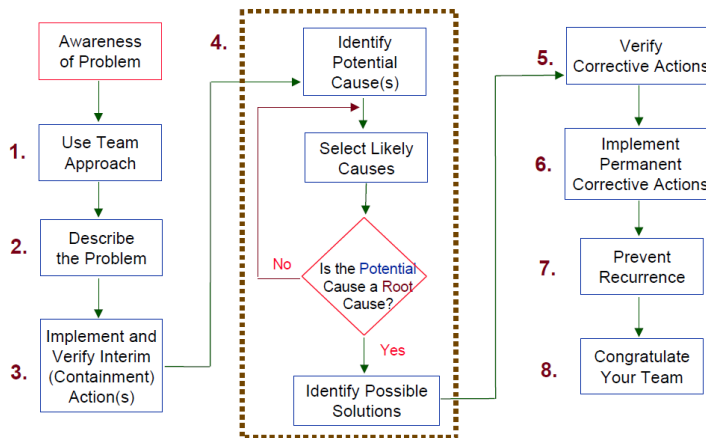 Awareness
of Problem
1.
Use Team
Approach
2.
Describe
the Problem
3.
Implement and
Verify Interim
(Containment)
Action(s)
4.
Identify
Potential
Cause(s)
Select Likely
Causes
No
Is the Potential
Cause a Root
Cause?
Yes
Identify Possible
Solutions
5.
Verify
Corrective Actions
6.
Implement
Permanent
Corrective Actions
7.
Prevent
Recurrence
8.
Congratulate
Your Team